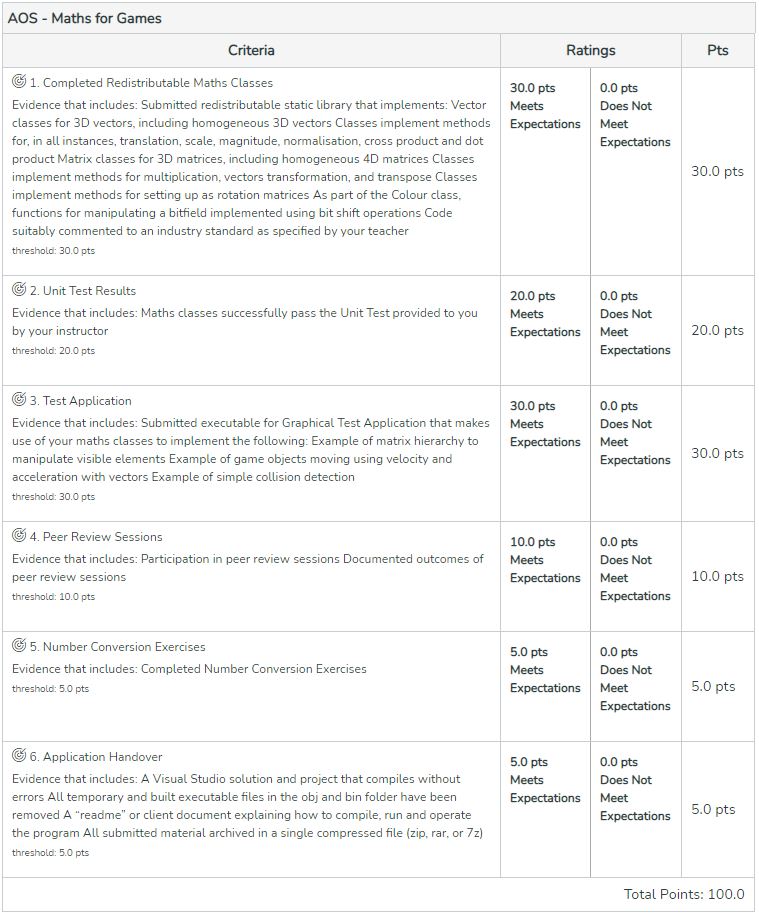 AOS - Maths for Games
Criteria
Ratings
Pts
1. Completed Redistributable Maths Classes
Evidence that includes: Submitted redistributable static library that implements: Vector
classes for 3D vectors, including homogeneous 3D vectors Classes implement methods
for, in all instances, translation, scale, magnitude, normalisation, cross product and dot
product Matrix classes for 3D matrices, including homogeneous 4D matrices Classes
implement methods for multiplication, vectors transformation, and transpose Classes
implement methods for setting up as rotation matrices As part of the Colour class,
functions for manipulating a bitfield implemented using bit shift operations Code
suitably commented to an industry standard as specified by your teacher
threshold: 30.0 pts
30.0 pts
Meets
Expectations
0.0 pts
Does Not
Meet
Expectations
30.0 pts
2. Unit Test Results
Evidence that includes: Maths classes successfully pass the Unit Test provided to you
by your instructor
threshold: 20.0 pts
20.0 pts
Meets
Expectations
0.0 pts
Does Not
Meet
Expectations
20.0 pts
3. Test Application
Evidence that includes: Submitted executable for Graphical Test Application that makes
use of your maths classes to implement the following: Example of matrix hierarchy to
manipulate visible elements Example of game objects moving using velocity and
acceleration with vectors Example of simple collision detection
threshold: 30.0 pts
30.0 pts
Meets
Expectations
0.0 pts
Does Not
Meet
Expectations
30.0 pts
4. Peer Review Sessions
Evidence that includes: Participation in peer review sessions Documented outcomes of
peer review sessions
threshold: 10.0 pts
10.0 pts
Meets
Expectations
0.0 pts
Does Not
Meet
Expectations
10.0 pts
5. Number Conversion Exercises
Evidence that includes: Completed Number Conversion Exercises
threshold: 5.0 pts
5.0 pts
Meets
Expectations
0.0 pts
Does Not
Meet
Expectations
5.0 pts
6. Application Handover
Evidence that includes: A Visual Studio solution and project that compiles without
errors All temporary and built executable files in the obj and bin folder have been
removed A “readme” or client document explaining how to compile, run and operate
the program All submitted material archived in a single compressed file (zip, rar, or 7z)
threshold: 5.0 pts
5.0 pts
Meets
Expectations
0.0 pts
Does Not
Meet
Expectations
5.0 pts
Total Points: 100.0